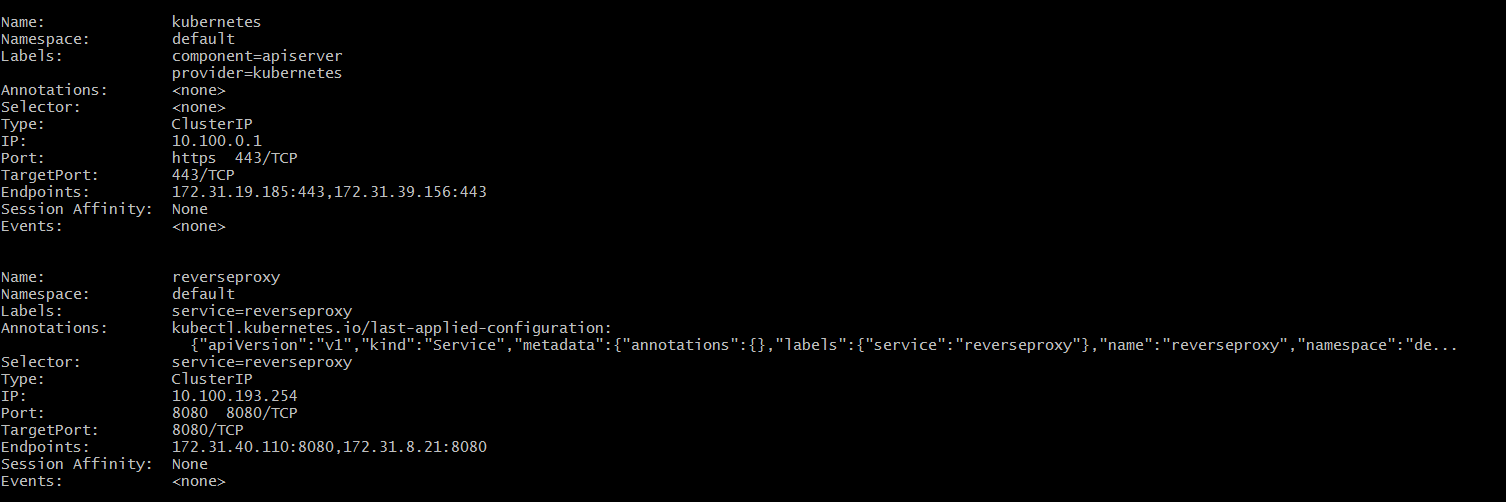 Name:              kubernetes
Namespace:         default
Labels:            component=apiserver
                   provider=kubernetes
Annotations:       <none>
Selector:          <none>
Type:              ClusterIP
IP:                10.100.0.1
Port:              https  443/TCP
TargetPort:        443/TCP
Endpoints:         172.31.19.185:443,172.31.39.156:443
Session Affinity:  None
Events:            <none>

Name:              reverseproxy
Namespace:         default
Labels:            service=reverseproxy
Annotations:       kubectl.kubernetes.io/last-applied-configuration:
                     {"apiVersion":"v1","kind":"Service","metadata":{"annotations":{},"labels":{"service":"reverseproxy"},"name":"reverseproxy","namespace":"de...
Selector:          service=reverseproxy
Type:              ClusterIP
IP:                10.100.193.254
Port:              8080  8080/TCP
TargetPort:        8080/TCP
Endpoints:         172.31.40.110:8080,172.31.8.21:8080
Session Affinity:  None
Events:            <none>